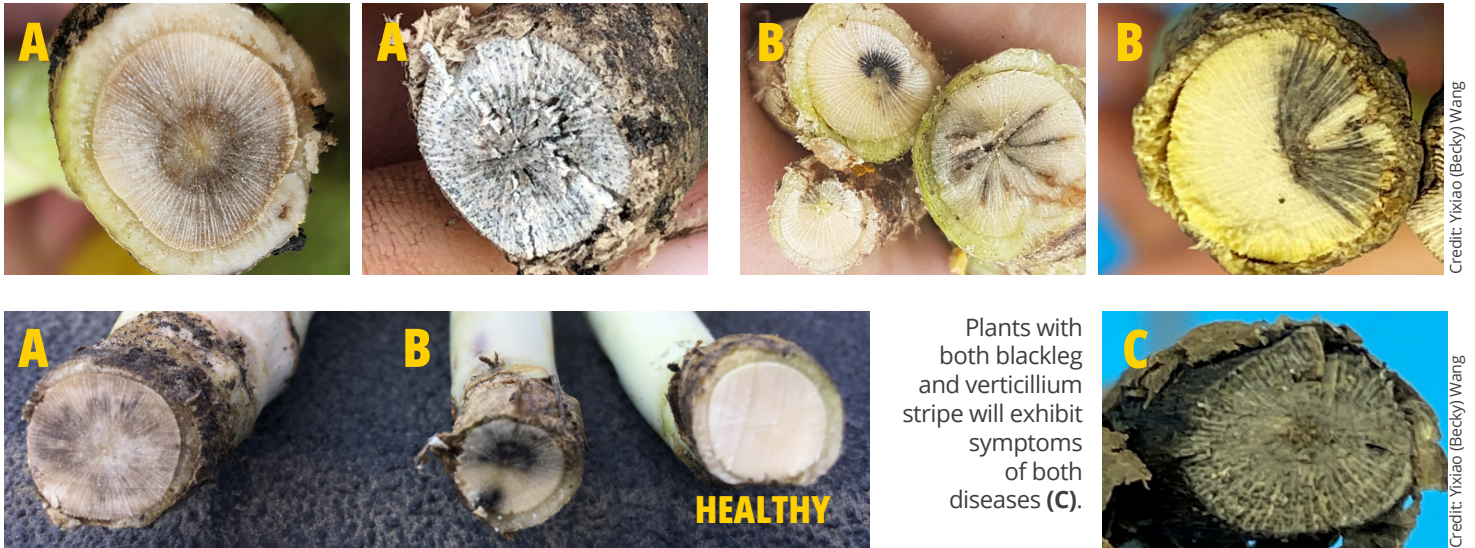 A
A
B
B
Credit: Yixiao (Becky) Wang
A
B
HEALTHY
Plants with
both blackleg
and verticillium
stripe will exhibit
symptoms
of both
diseases (C).
C
Credit: Yixiao (Becky) Wang